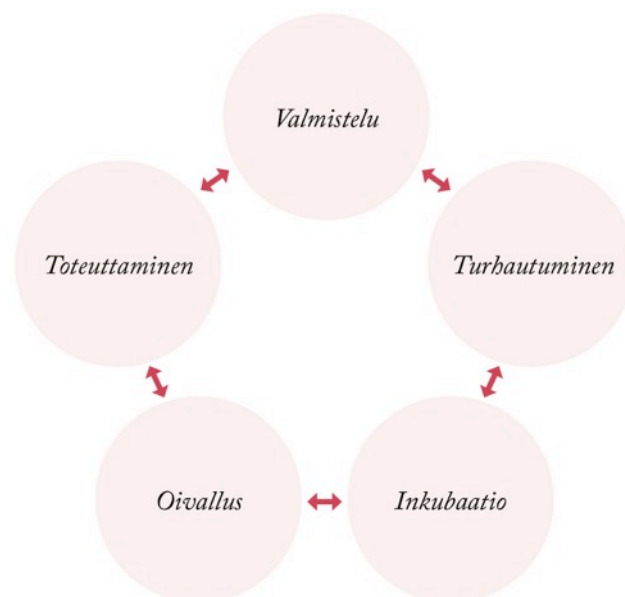 Valmistelu
Toteuttaminen
Turhautuminen
Oivallus
Inkubaatio